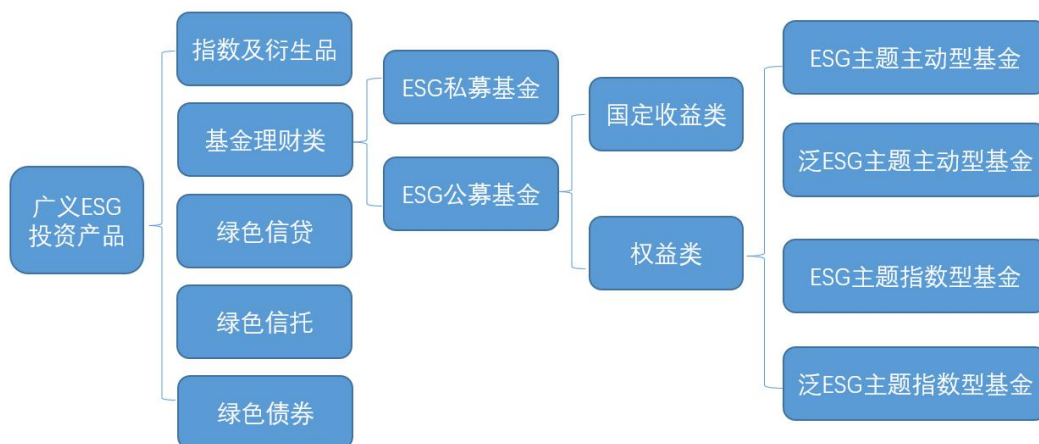 广义ESG
投资产品
指数及衍生品
基金理财类
绿色信贷
绿色信托
绿色债券
ESG私募基金
ESG公募基金
国定收益类
权益类
ESG主题主动型基金
泛ESG主题主动型基金
ESG主题指数型基金
泛ESG主题指数型基金